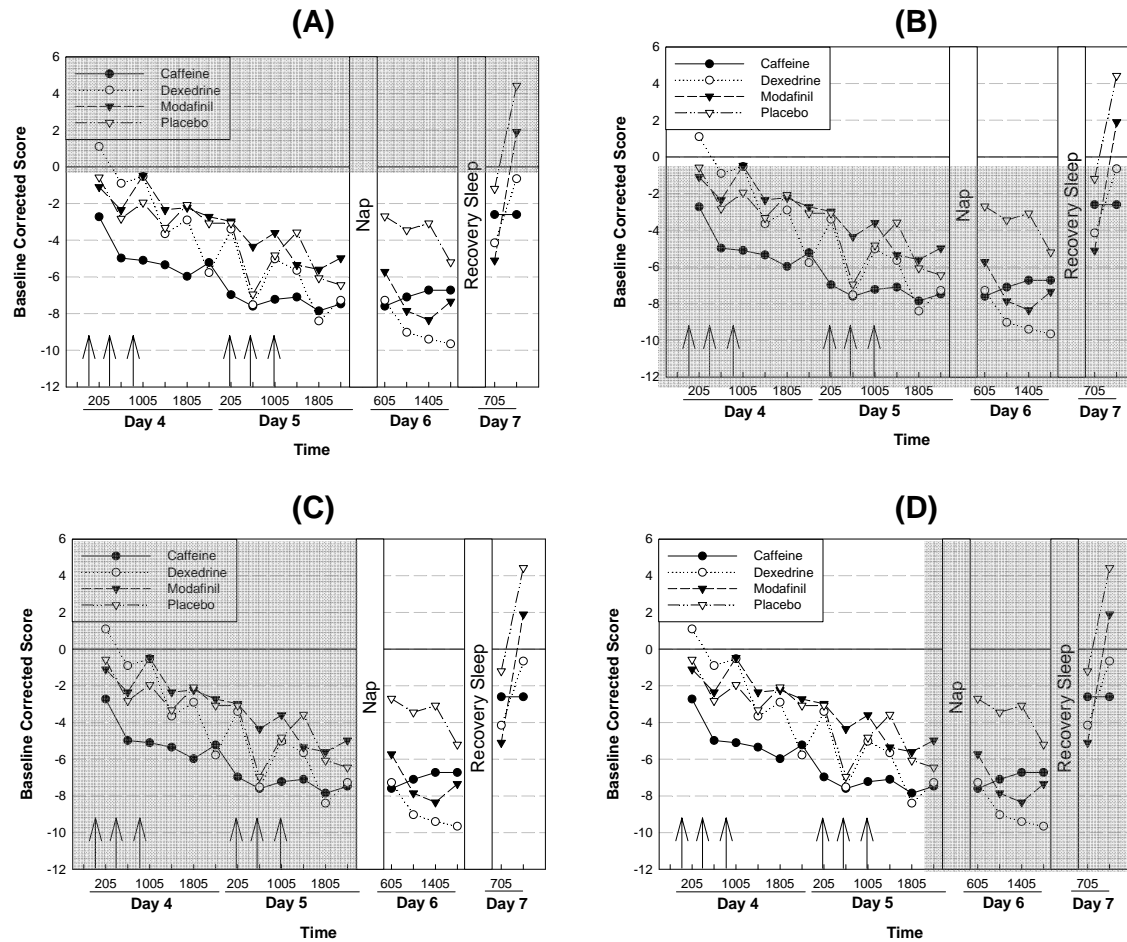 (A)
6
4
2
0
-2
-4
-6
-8
-10
-12
Baseline Corrected Score
Caffeine
Dexedrine
Modafinil
Placebo
Nap
Recovery Sleep
205 1005 1805 205 1005 1805 605 1405 705
Day 4 Day 5 Day 6 Day 7
Time
(B)
6
4
2
0
-2
-4
-6
-8
-10
-12
Baseline Corrected Score
Caffeine
Dexedrine
Modafinil
Placebo
Nap
Recovery Sleep
205 1005 1805 205 1005 1805 605 1405 705
Day 4 Day 5 Day 6 Day 7
Time
(C)
6
4
2
0
-2
-4
-6
-8
-10
-12
Baseline Corrected Score
Caffeine
Dexedrine
Modafinil
Placebo
Nap
Recovery Sleep
205 1005 1805 205 1005 1805 605 1405 705
Day 4 Day 5 Day 6 Day 7
Time
(D)
6
4
2
0
-2
-4
-6
-8
-10
-12
Baseline Corrected Score
Caffeine
Dexedrine
Modafinil
Placebo
Nap
Recovery Sleep
205 1005 1805 205 1005 1805 605 1405 705
Day 4 Day 5 Day 6 Day 7
Time